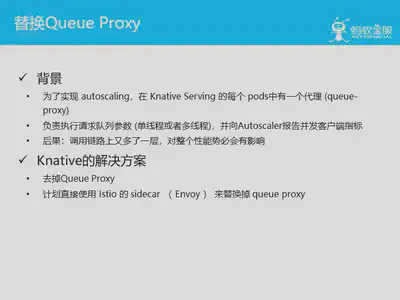 替换Queue Proxy
蚂蚁金服
ANT FINANCIAL
背景
为了实现 autoscaling，在 Knative Serving 的每个 pods中有一个代理 (queue-
proxy)
负责执行请求队列参数 (单线程或者多线程)，并向Autoscaler报告并发客户端指标
后果：调用链路上又多了一层，对整个性能势必会有影响
Knative的解决方案
去掉Queue Proxy
计划直接使用 Istio 的 sidecar （ Envoy ） 来替换掉 queue proxy